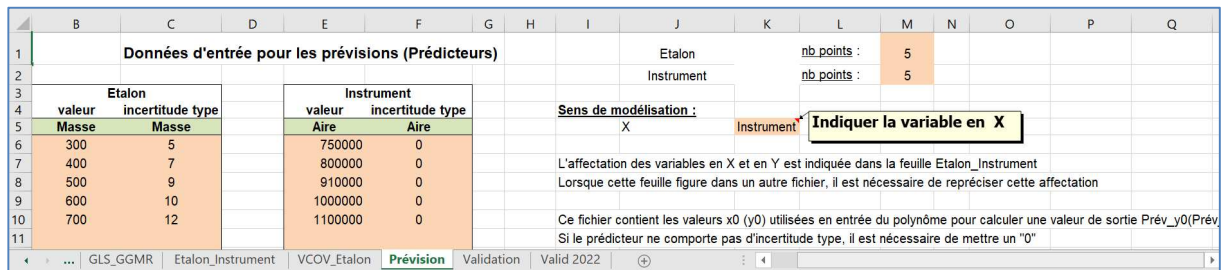 B C D E F G H I J K L M N O P Q
1 Données d'entrée pour les prévisions (Prédicteurs) Etalon nb points : 5
2 Instrument nb points : 5
3 Etalon Instrument
4 valeur incertitude type valeur incertitude type Sens de modélisation :
5 Masse Masse Aire Aire X Instrument Indiquer la variable en X
6 300 5 750000 0
7 400 7 800000 0 L'affectation des variables en X et en Y est indiquée dans la feuille Etalon_Instrument
8 500 9 910000 0 Lorsque cette feuille figure dans un autre fichier, il est nécessaire de repréciser cette affectation
9 600 10 1000000 0
10 700 12 1100000 0 Ce fichier contient les valeurs x0 (y0) utilisées en entrée du polynôme pour calculer une valeur de sortie Prév_y0(Prév_
11 Si le prédicteur ne comporte pas d'incertitude type, il est nécessaire de mettre un "0"
... GLS_GGMR Etalon_Instrument VCOV_Etalon Prévision Validation Valid 2022